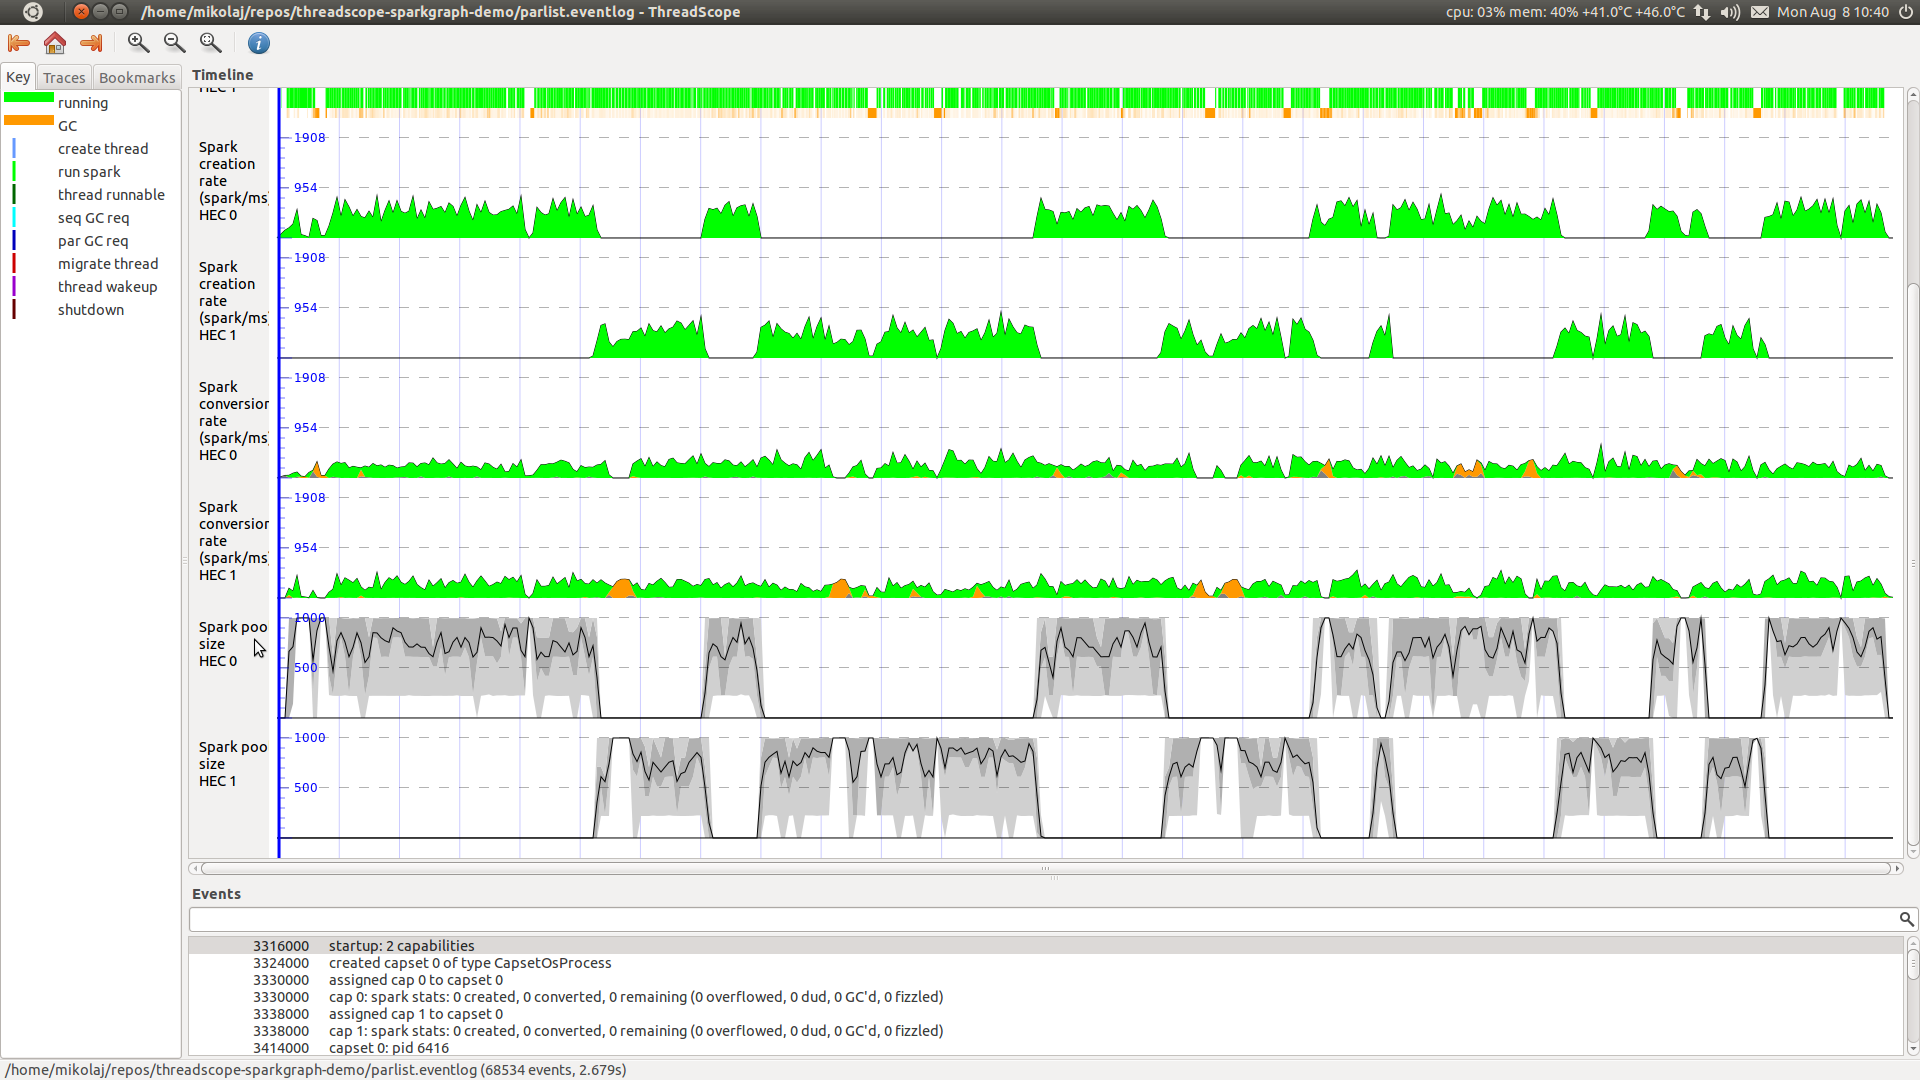 /home/mikolaj/repos/threadscope-sparkgraph-demo/parlist.eventlog - ThreadScope
cpu: 03% mem: 40% +41.0°C +46.0°C
Mon Aug 8 10:40
Key
Traces
Bookmarks
running
GC
create thread
run spark
thread runnable
seq GC req
par GC req
migrate thread
thread wakeup
shutdown
Timeline
HEC 1
Spark
creation
rate
(spark/ms)
HEC 0
1908
954
Spark
creation
rate
(spark/ms)
HEC 1
1908
954
Spark
conversion
rate
(spark/ms)
HEC 0
1908
954
Spark
conversion
rate
(spark/ms)
HEC 1
1908
954
Spark poo
size
HEC 0
1000
500
Spark poo
size
HEC 1
1000
500
Events
3316000 startup: 2 capabilities
3324000 created capset 0 of type CapsetOsProcess
3330000 assigned cap 0 to capset 0
3330000 cap 0: spark stats: 0 created, 0 converted, 0 remaining (0 overflowed, 0 dud, 0 GC'd, 0 fizzled)
3338000 assigned cap 1 to capset 0
3338000 cap 1: spark stats: 0 created, 0 converted, 0 remaining (0 overflowed, 0 dud, 0 GC'd, 0 fizzled)
3414000 capset 0: pid 6416
/home/mikolaj/repos/threadscope-sparkgraph-demo/parlist.eventlog (68534 events, 2.679s)